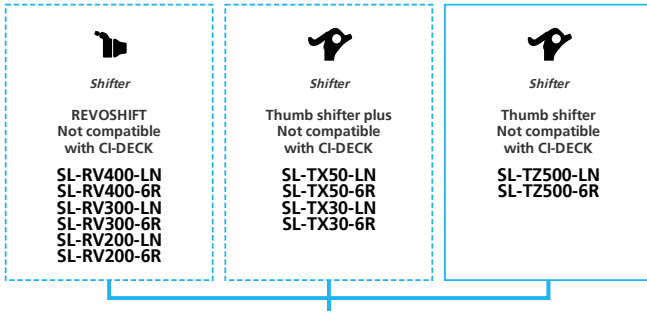 Shifter
REVOSHIFT
Not compatible
with CI-DECK
SL-RV400-LN
SL-RV400-6R
SL-RV300-LN
SL-RV300-6R
SL-RV200-LN
SL-RV200-6R
Shifter
Thumb shifter plus
Not compatible
with CI-DECK
SL-TX50-LN
SL-TX50-6R
SL-TX30-LN
SL-TX30-6R
Shifter
Thumb shifter
Not compatible
with CI-DECK
SL-TZ500-LN
SL-TZ500-6R